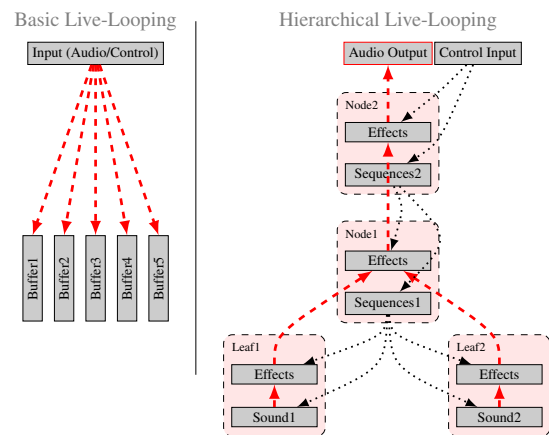 Basic Live-Looping
Input (Audio/Control)
Buffer1
Buffer2
Buffer3
Buffer4
Buffer5
Hierarchical Live-Looping
Audio Output
Control Input
Node2
Effects
Sequences2
Node1
Effects
Sequences1
Leaf1
Effects
Sound1
Leaf2
Effects
Sound2